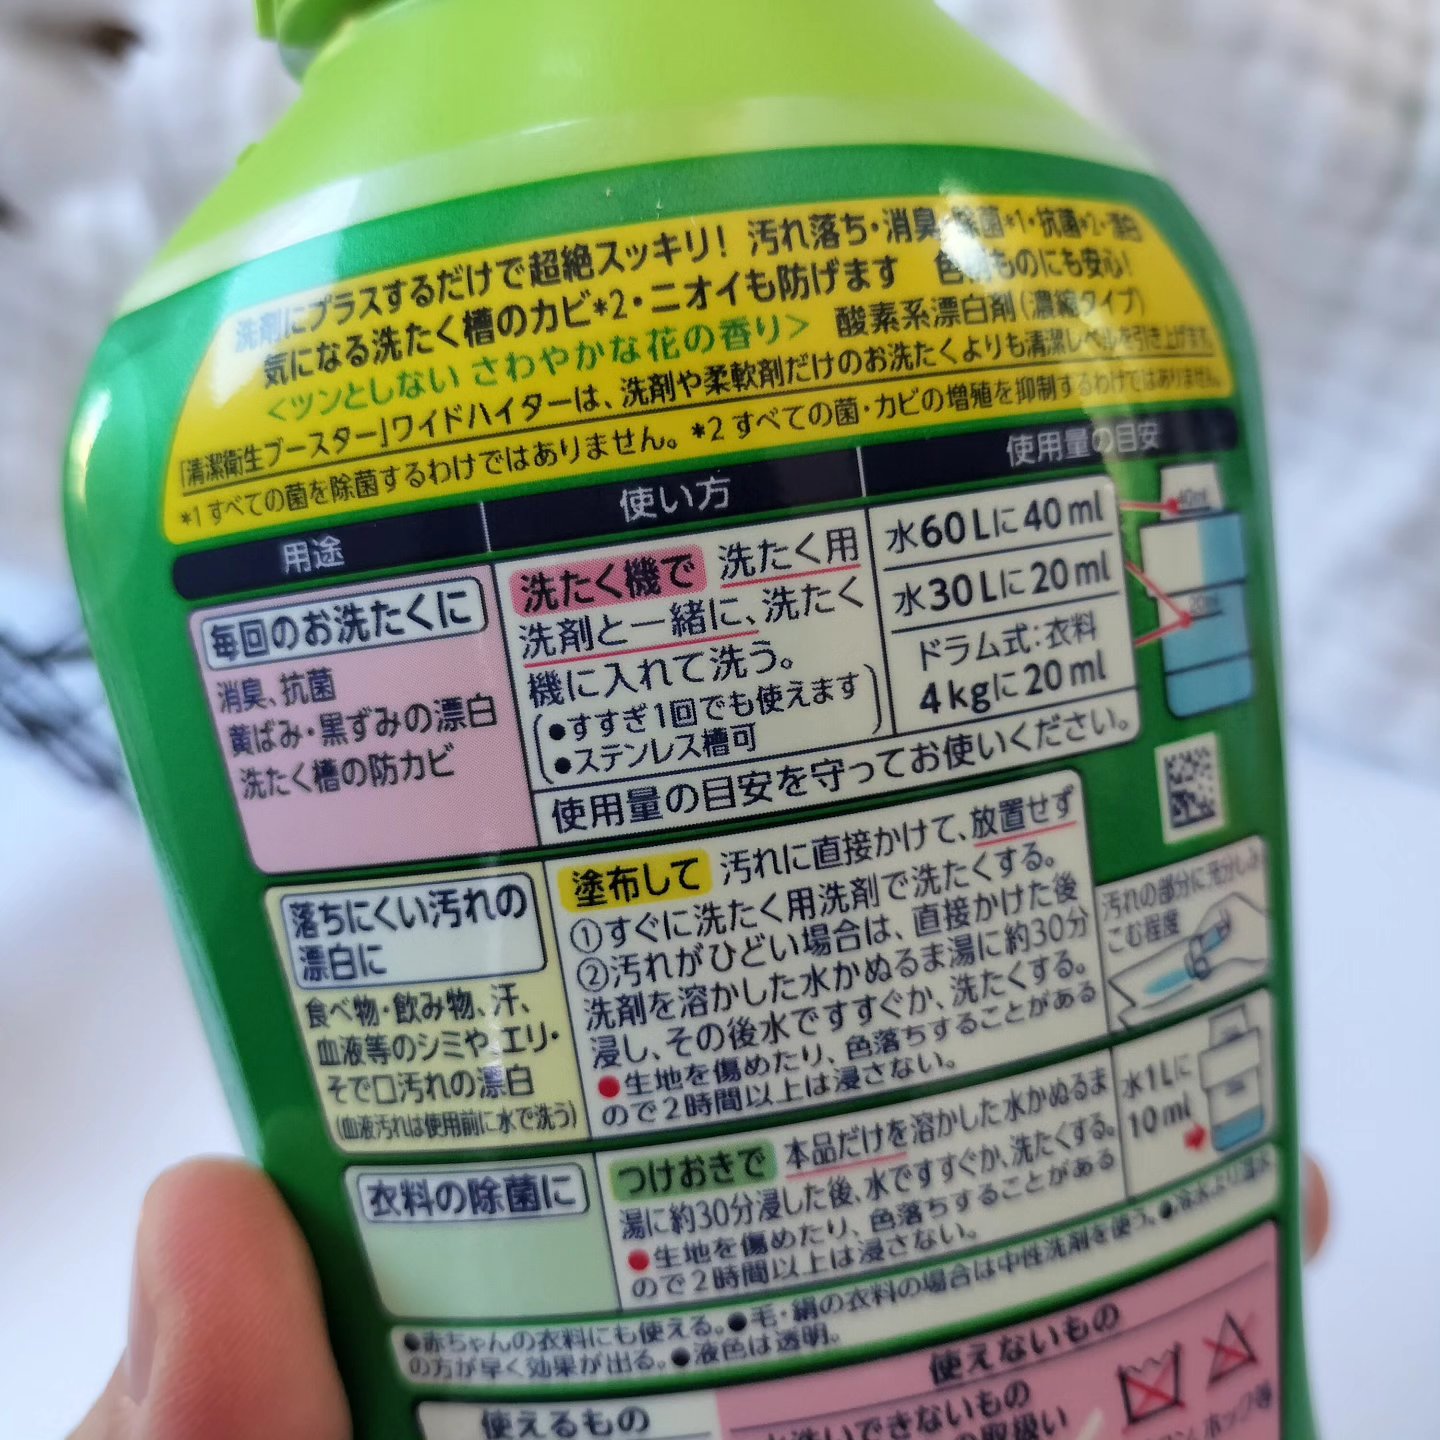 洗剤にプラスするだけで超絶スッキリ! 汚れ落ち・消臭・除菌*1・抗菌*2・漂白
気になる洗たく槽のカビ*2・ニオイも防げます 色柄ものにも安心!
<ツンとしない さわやかな花の香り> 酸素系漂白剤(濃縮タイプ)
「清潔衛生ブースター」ワイドハイターは、洗剤や柔軟剤だけのお洗たくよりも清潔レベルを引き上げます。
*1 すべての菌を除菌するわけではありません。*2 すべての菌・カビの増殖を抑制するわけではありません。
用途
使い方
使用量の目安
毎回のお洗たくに
消臭、抗菌
黄ばみ・黒ずみの漂白
洗たく槽の防カビ
洗たく機で 洗たく用
洗剤と一緒に、洗たく
機に入れて洗う。
●すすぎ1回でも使えます
●ステンレス槽可
水60Lに40ml
水30Lに20ml
ドラム式:衣料
4kgに20ml
40ml
20ml
使用量の目安を守ってお使いください。
落ちにくい汚れの
漂白に
食べ物・飲み物、汗、
血液等のシミや、エリ・
そで口汚れの漂白
(血液汚れは使用前に水で洗う)
塗布して 汚れに直接かけて、放置せず
①すぐに洗たく用洗剤で洗たくする。
②汚れがひどい場合は、直接かけた後
洗剤を溶かした水かぬるま湯に約30分
浸し、その後水ですすぐか、洗たくする。
●生地を傷めたり、色落ちすることがある
ので2時間以上は浸さない。
汚れの部分に充分しみ
こむ程度
衣料の除菌に
つけおきで 本品だけを溶かした水かぬるま
湯に約30分浸した後、水ですすぐか、洗たくする。
●生地を傷めたり、色落ちすることがある
ので2時間以上は浸さない。
水1Lに
10ml
●赤ちゃんの衣料にも使える。●毛・絹の衣料の場合は中性洗剤を使う。●冷水より温水
の方が早く効果が出る。●液色は透明。
使えるもの
使えないもの
水洗いできないもの
の取扱い